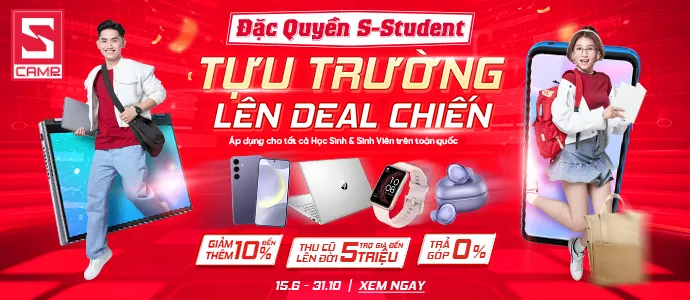 S
CAMP
Đặc Quyền S-Student
TỰU TRƯỜNG
LÊN DEAL CHIẾN
Áp dụng cho tất cả Học Sinh & Sinh Viên trên toàn quốc
GIẢM THÊM ĐẾN 10%
THU CŨ LÊN ĐỜI TRỢ GIÁ ĐẾN 5 TRIỆU
TRẢ GÓP 0%
15.6 - 31.10 | XEM NGAY